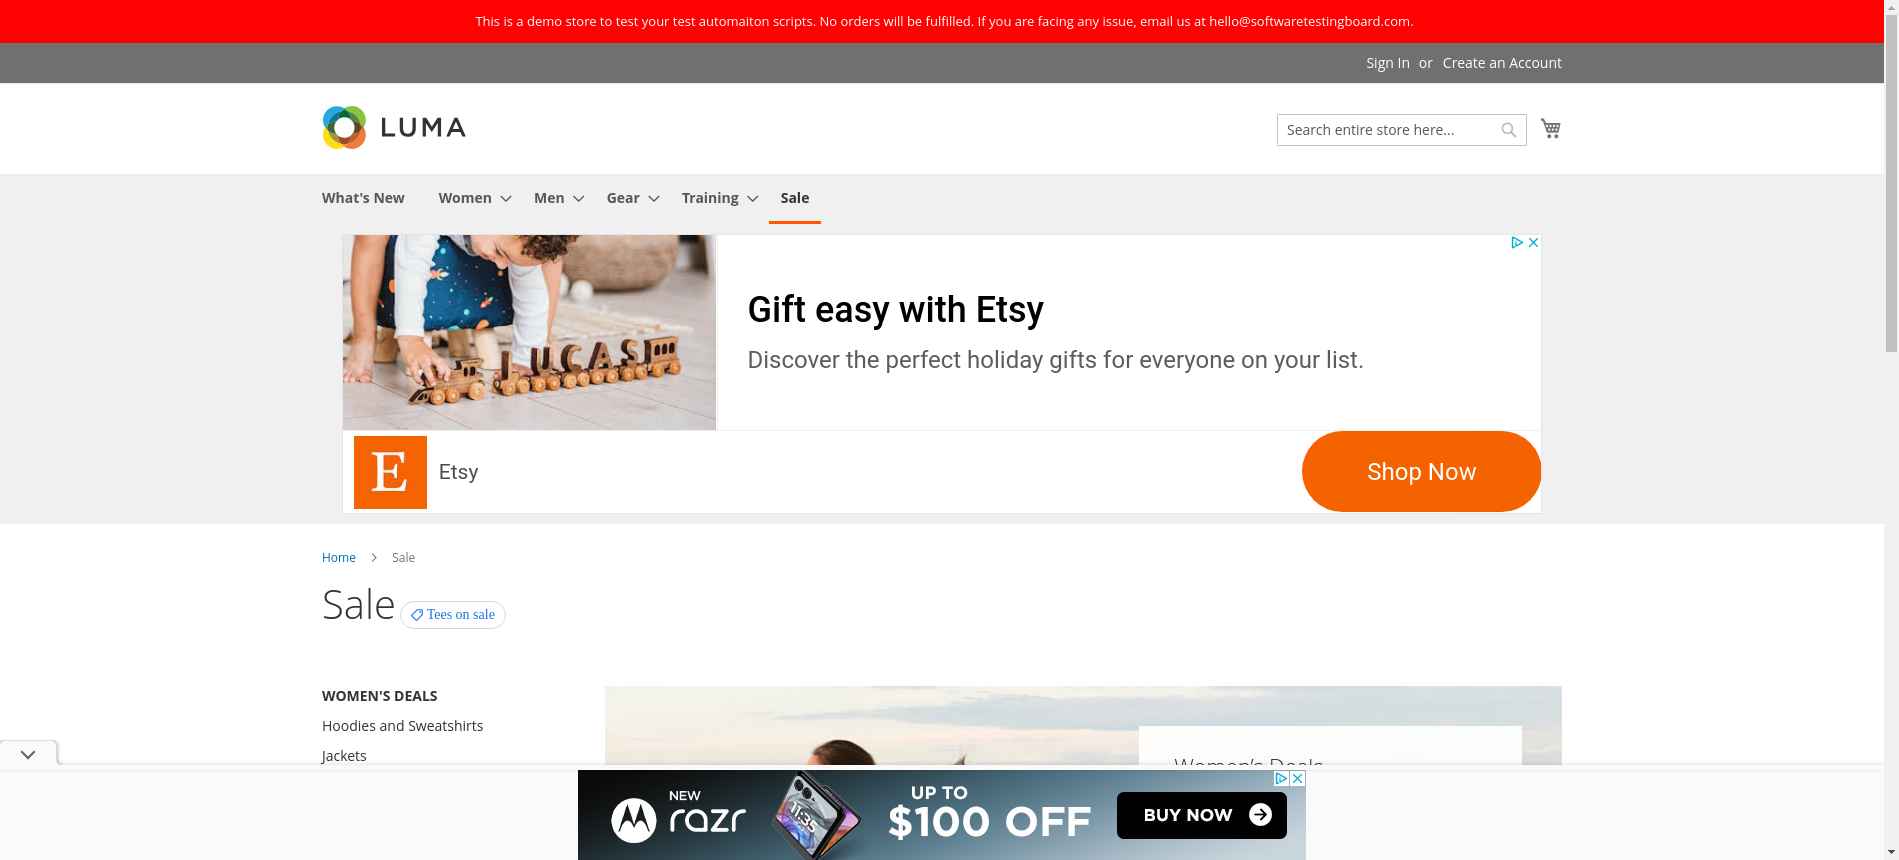 This is a demo store to test your test automaiton scripts. No orders will be fulfilled. If you are facing any issue, email us at hello@softwaretestingboard.com.
Sign In or Create an Account
LUMA
Search entire store here...
What's New Women Men Gear Training Sale
LUCAS
Gift easy with Etsy
Discover the perfect holiday gifts for everyone on your list.
E Etsy
Shop Now
Home Sale
Sale
Tees on sale
WOMEN'S DEALS
Hoodies and Sweatshirts
Jackets
Women's Deals
NEW
razr
11:35
UP TO
$100 OFF
BUY NOW